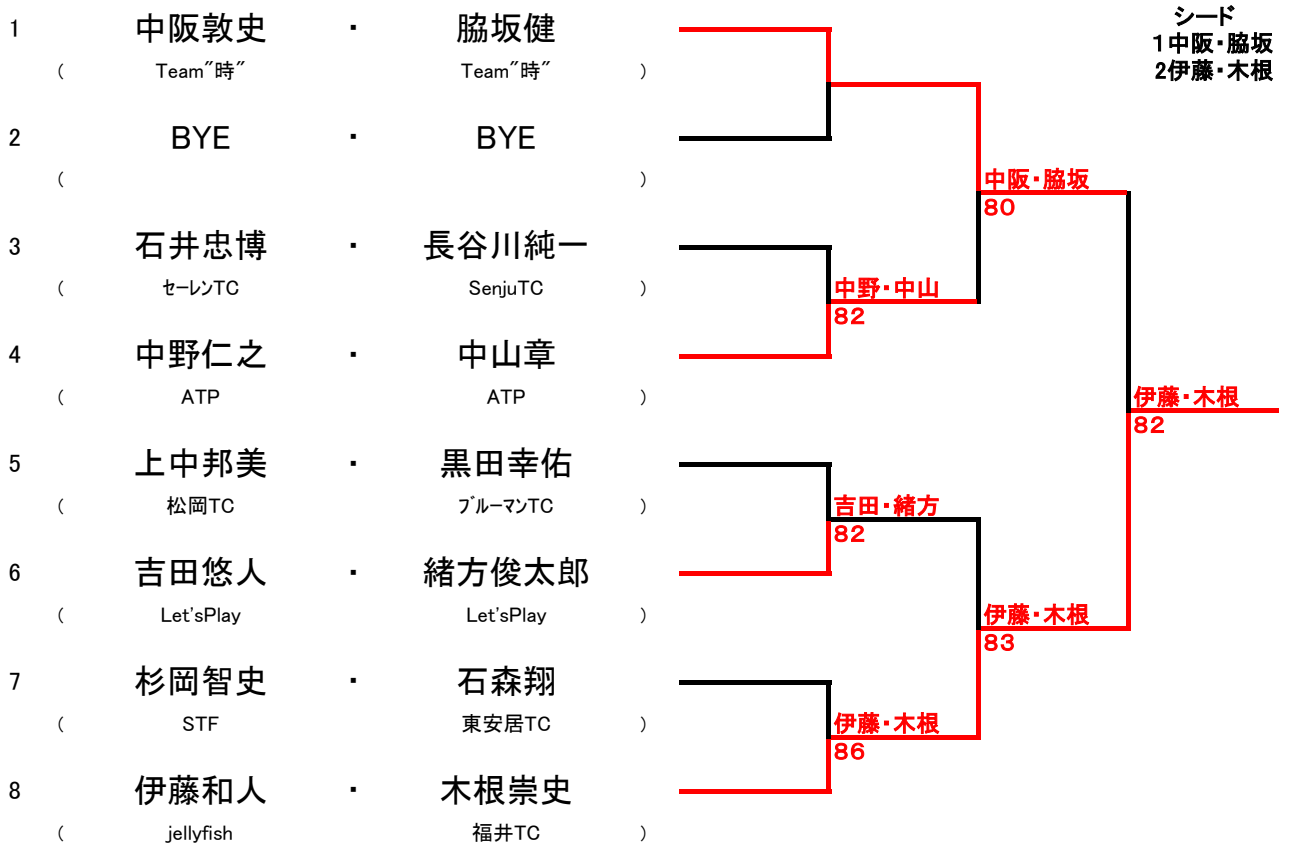 シード
1中阪・脇坂
2伊藤・木根
1 中阪敦史 ・ 脇坂健
( Team"時" Team"時" )
2 BYE ・ BYE
( )
中阪・脇坂
80
3 石井忠博 ・ 長谷川純一
( ｾｰﾚﾝTC SenjuTC )
中野・中山
82
4 中野仁之 ・ 中山章
( ATP ATP )
伊藤・木根
82
5 上中邦美 ・ 黒田幸佑
( 松岡TC ﾌﾞﾙｰﾏﾝTC )
吉田・緒方
82
6 吉田悠人 ・ 緒方俊太郎
( Let'sPlay Let'sPlay )
伊藤・木根
83
7 杉岡智史 ・ 石森翔
( STF 東安居TC )
伊藤・木根
86
8 伊藤和人 ・ 木根崇史
( jellyfish 福井TC )